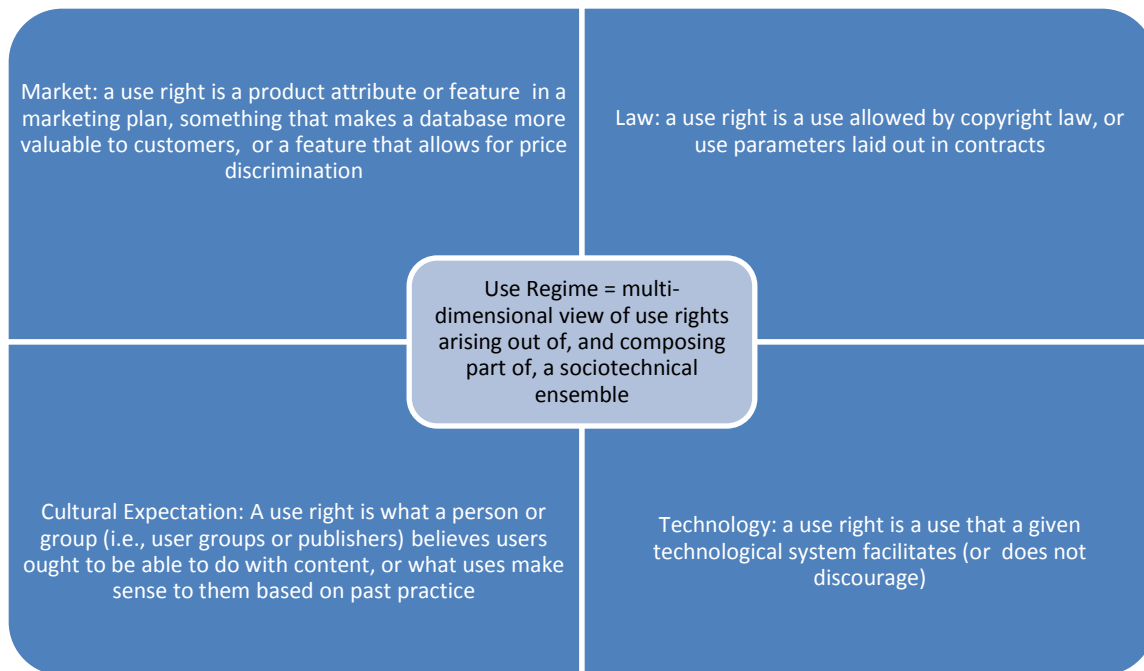 Market: a use right is a product attribute or feature in a
marketing plan, something that makes a database more
valuable to customers, or a feature that allows for price
discrimination
Law: a use right is a use allowed by copyright law, or
use parameters laid out in contracts
Use Regime = multi-
dimensional view of use rights
arising out of, and composing
part of, a sociotechnical
ensemble
Cultural Expectation: A use right is what a person or
group (i.e., user groups or publishers) believes users
ought to be able to do with content, or what uses make
sense to them based on past practice
Technology: a use right is a use that a given
technological system facilitates (or does not
discourage)